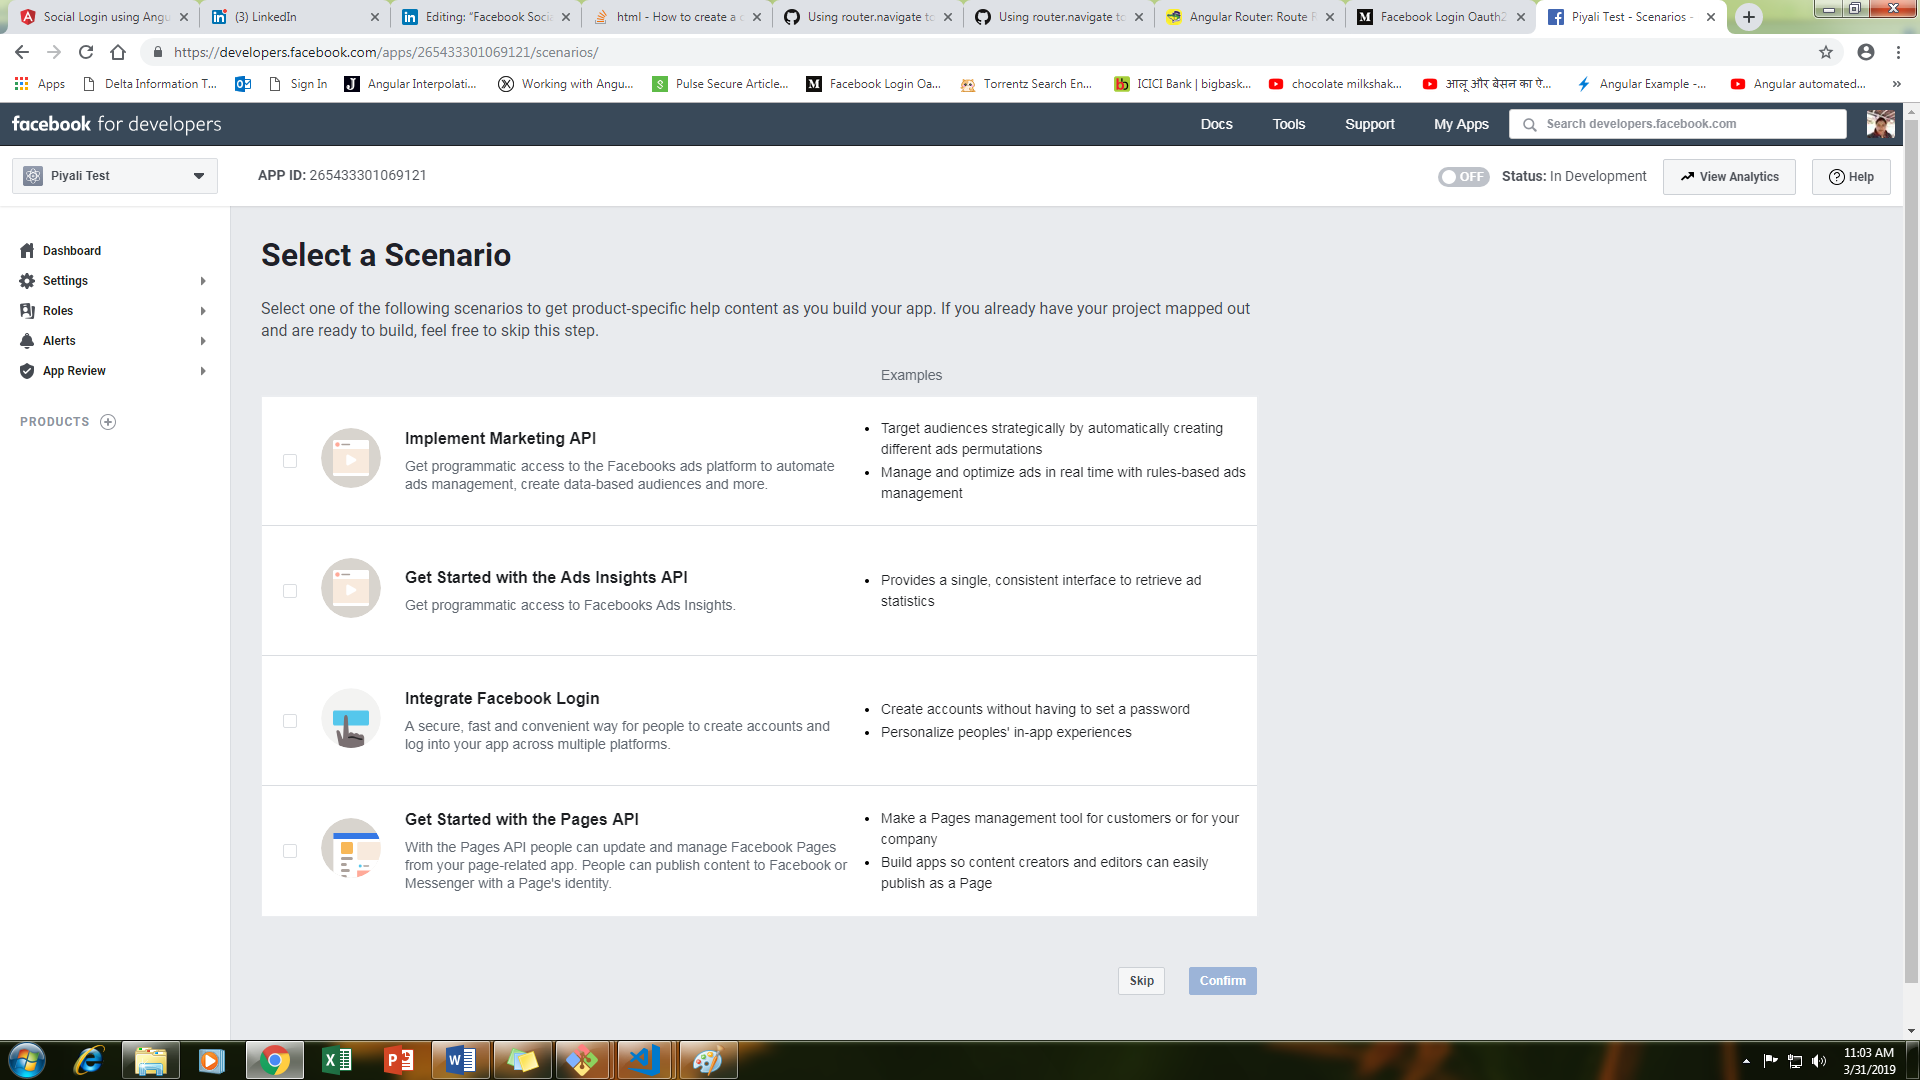 Social Login using Angu
(3) LinkedIn
Editing: "Facebook Socia
html - How to create a c
Using router.navigate to
Using router.navigate to
Angular Router: Route P
Facebook Login Oauth2
Piyali Test - Scenarios -
https://developers.facebook.com/apps/265433301069121/scenarios/
Apps
Delta Information T...
Sign In
Angular Interpolati...
Working with Angu...
Pulse Secure Article...
Facebook Login Oa...
Torrentz Search En...
ICICI Bank | bigbask...
chocolate milkshak...
आलू और बेसन का ऐ...
Angular Example -...
Angular automated...
»
facebook for developers
Docs
Tools
Support
My Apps
Search developers.facebook.com
Piyali Test
APP ID: 265433301069121
OFF
Status: In Development
View Analytics
Help
Dashboard
Settings
Roles
Alerts
App Review
PRODUCTS
Select a Scenario
Select one of the following scenarios to get product-specific help content as you build your app. If you already have your project mapped out
and are ready to build, feel free to skip this step.
Examples
Implement Marketing API
Get programmatic access to the Facebooks ads platform to automate
ads management, create data-based audiences and more.
• Target audiences strategically by automatically creating
different ads permutations
• Manage and optimize ads in real time with rules-based ads
management
Get Started with the Ads Insights API
Get programmatic access to Facebooks Ads Insights.
• Provides a single, consistent interface to retrieve ad
statistics
Integrate Facebook Login
A secure, fast and convenient way for people to create accounts and
log into your app across multiple platforms.
• Create accounts without having to set a password
• Personalize peoples' in-app experiences
Get Started with the Pages API
With the Pages API people can update and manage Facebook Pages
from your page-related app. People can publish content to Facebook or
Messenger with a Page's identity.
• Make a Pages management tool for customers or for your
company
• Build apps so content creators and editors can easily
publish as a Page
Skip
Confirm
11:03 AM
3/31/2019